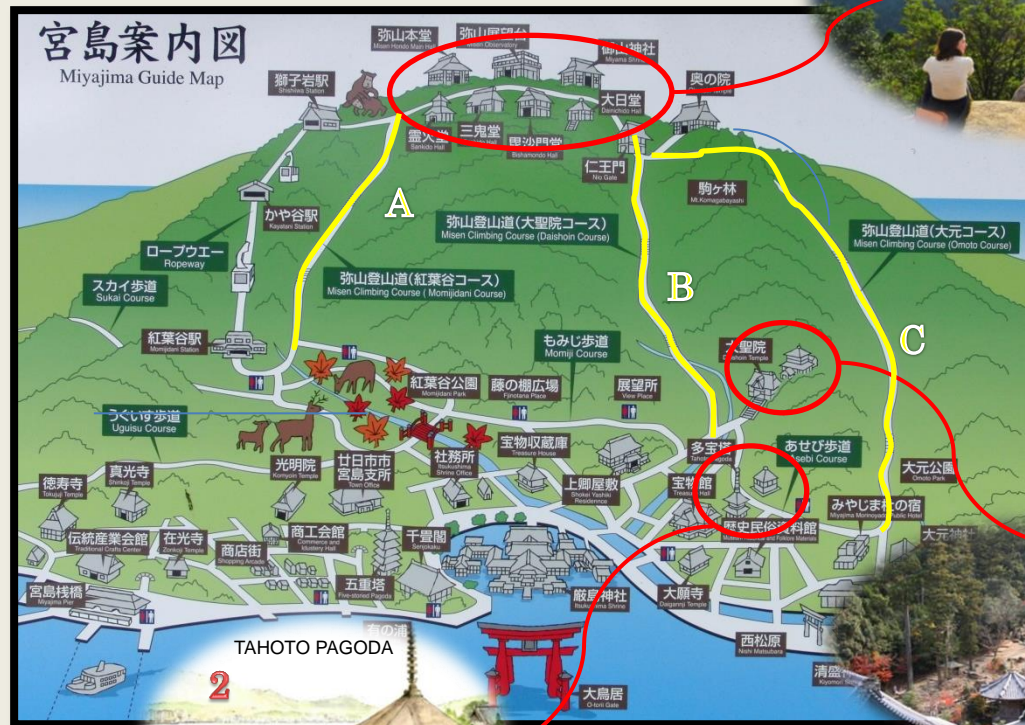 宮島案内図
Miyajima Guide Map
弥山本堂
Misen Hondo Main Hall
弥山展望台
Misen Observatory
御山神社
Miyama Shrine
獅子岩駅
Shishiiwa Station
奥の院
大日堂
Dainichido Hall
霊火堂
三鬼堂
毘沙門堂
Bishamondo Hall
Sankido Hall
仁王門
Nio Gate
駒ヶ林
Mt.Komagabayashi
A
かや谷駅
Kayatani Station
弥山登山道(大聖院コース)
Misen Climbing Course (Daishoin Course)
弥山登山道(大元コース)
Misen Climbing Course (Omoto Course)
ロープウエー
Ropeway
スカイ歩道
Sukai Course
弥山登山道(紅葉谷コース)
Misen Climbing Course ( Momijidani Course)
B
C
紅葉谷駅
Momijidani Station
もみじ歩道
Momiji Course
大聖院
Daishoin Temple
紅葉谷公園
Momijidani Park
藤の棚広場
Fjinotana Place
展望所
View Place
うぐいす歩道
Uguisu Course
宝物収蔵庫
Treasure House
多宝塔
Tahoto Pagoda
あせび歩道
Asebi Course
真光寺
Shinkoji Temple
光明院
Komyoin Temple
廿日市市
宮島支所
Town Office
社務所
Itsukushima
Shrine Office
上卿屋敷
Shokei Yashiki
Residennce
宝物館
Treasure Hall
大元公園
Omoto Park
徳寿寺
Tokujuji Temple
みやじま杜の宿
Miyajima Morinoyado Public Hotel
伝統産業会館
Traditional Crafts Center
在光寺
Zonkoji Temple
商店街
Shopping Arcade
商工会館
Commerce and
Idustery Hall
千畳閣
Senjokaku
歴史民俗資料館
大元神社
宮島桟橋
Miyajima Pier
五重塔
Five-storied Pagoda
厳島神社
Itsukushima Shrine
大願寺
Daiganji Temple
有の浦
西松原
Nishi Matsubara
TAHOTO PAGODA
2
大鳥居
O-torii Gate
清盛